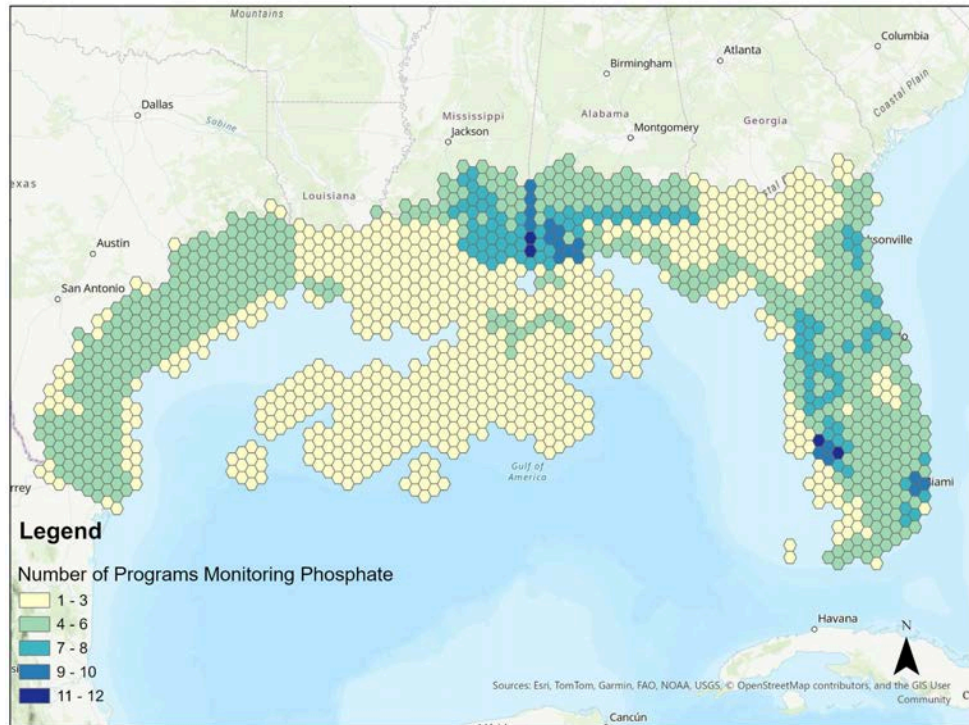 Mountains
Columbia
Atlanta
Birmingham
Dallas
Coastal Plain
Mississippi
Alabama
Georgia
Sabine
Jackson
Montgomery
exas
Louisiana
Austin
ksonville
San Antonio
Gulf of
America
iami
rrey
Legend
Number of Programs Monitoring Phosphate
1 - 3
4 - 6
7 - 8
9 - 10
11 - 12
Havana
N
Sources: Esri, TomTom, Garmin, FAO, NOAA, USGS, © OpenStreetMap contributors, and the GIS User
Community
Cancún